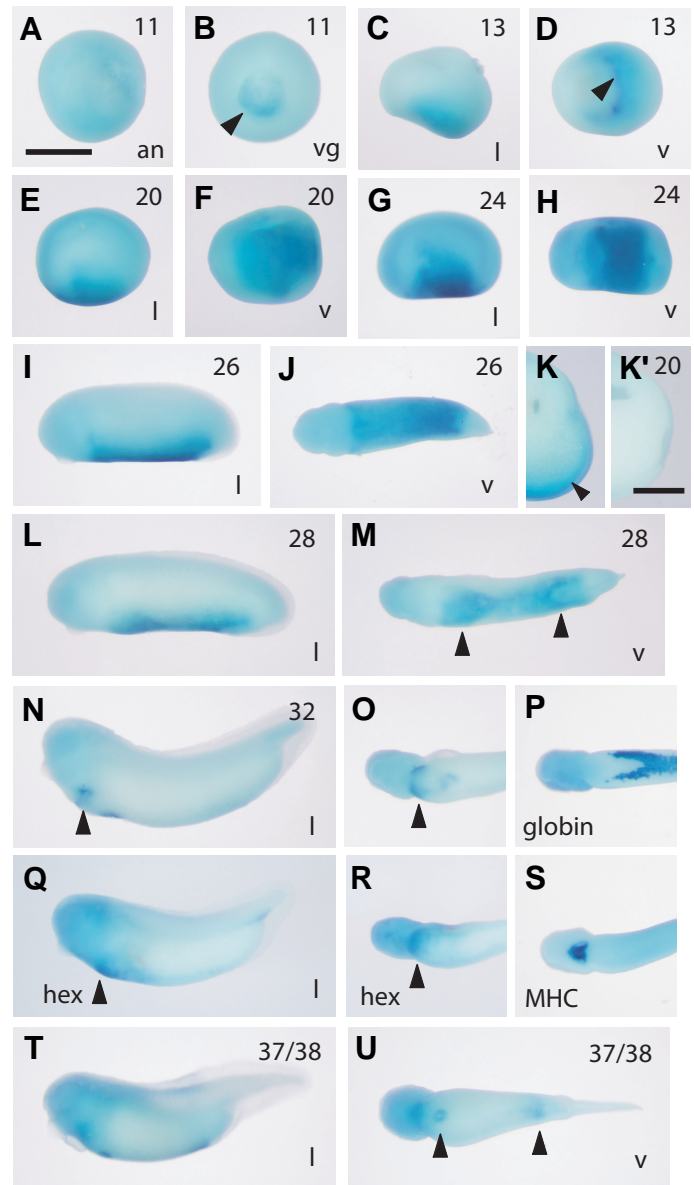 A 11 an
B 11 vg
C 13 l
D 13 v
E 20 l
F 20 v
G 24 l
H 24 v
I 26 l
J 26 v
K
K' 20
L 28 l
M 28 v
N 32 l
O
P globin
Q hex l
R hex
S MHC
T 37/38 l
U 37/38 v